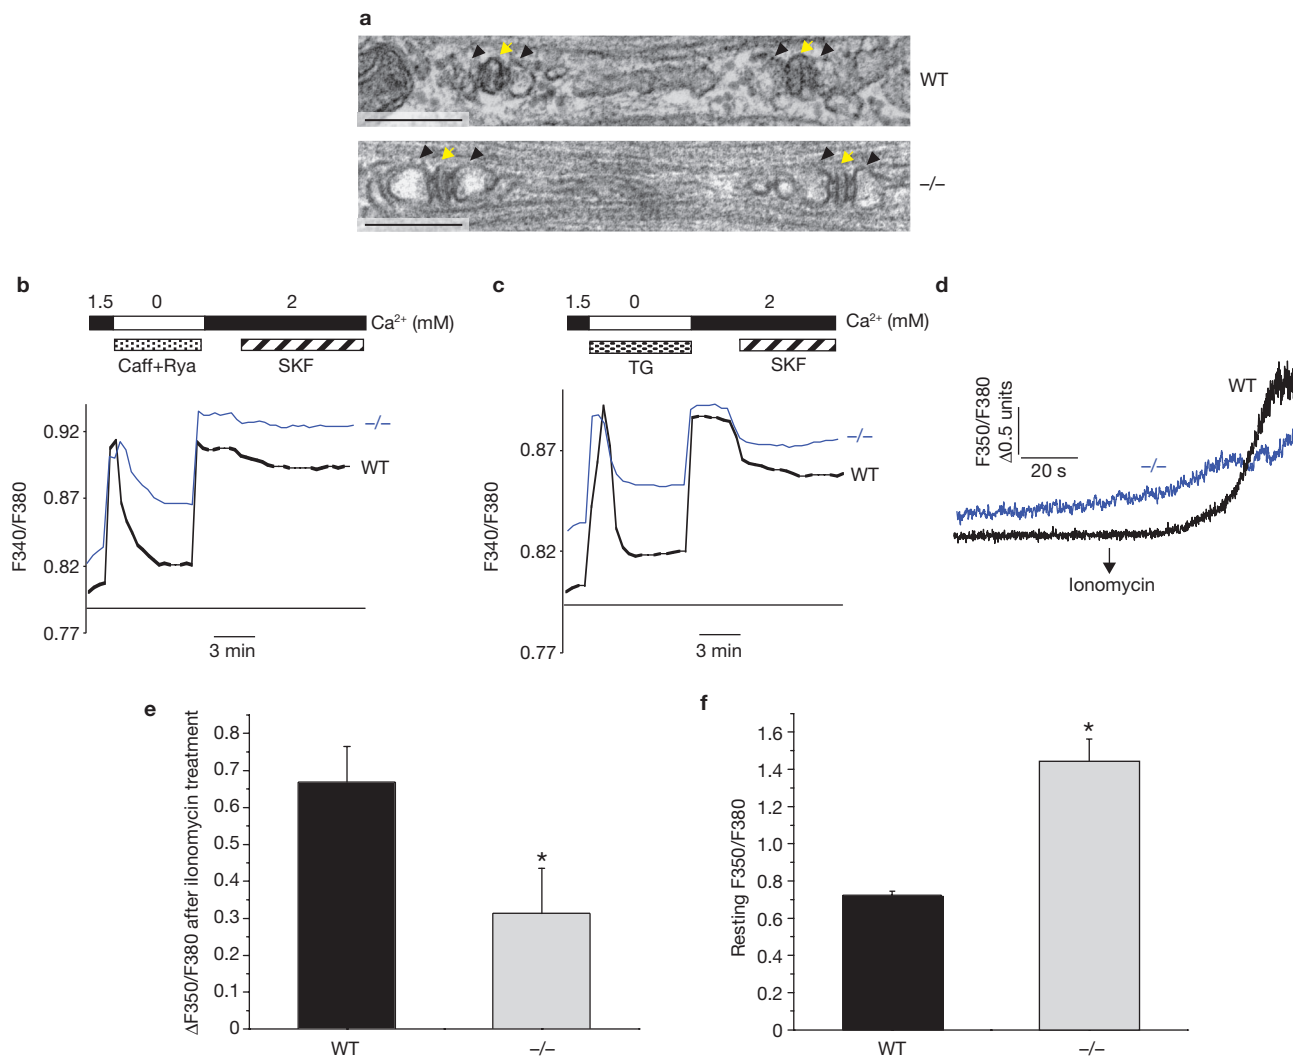 a
WT
–/–
b
1.5 0 2
Ca²⁺ (mM)
Caff+Rya SKF
0.92
0.87
0.82
0.77
F340/F380
–/–
WT
3 min
c
1.5 0 2
Ca²⁺ (mM)
TG SKF
0.87
0.82
0.77
F340/F380
–/–
WT
3 min
d
F350/F380
Δ0.5 units
20 s
WT
–/–
Ionomycin
e
ΔF350/F380 after ionomycin treatment
0.8
0.7
0.6
0.5
0.4
0.3
0.2
0.1
0
*
WT –/–
f
Resting F350/F380
1.6
1.4
1.2
1.0
0.8
0.6
0.4
0.2
0
*
WT –/–